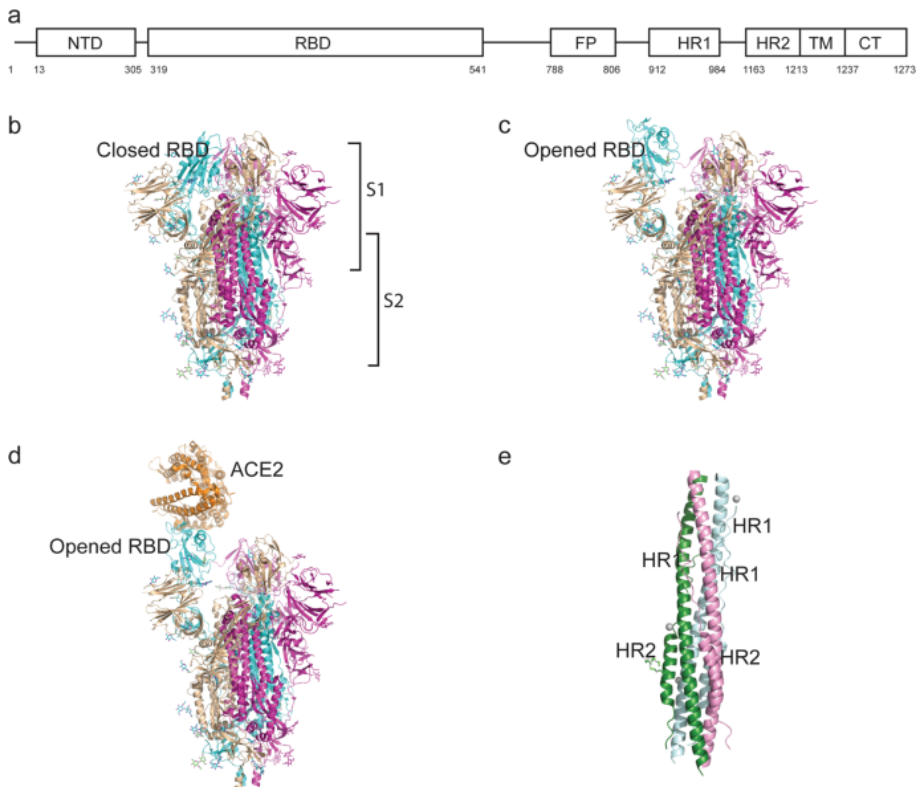 a
NTD RBD FP HR1 HR2 TM CT
1 13 305 319 541 788 806 912 984 1163 1213 1237 1273
b
Closed RBD
S1
S2
c
Opened RBD
d
ACE2
Opened RBD
e
HR1
HR1
HR1
HR2
HR2